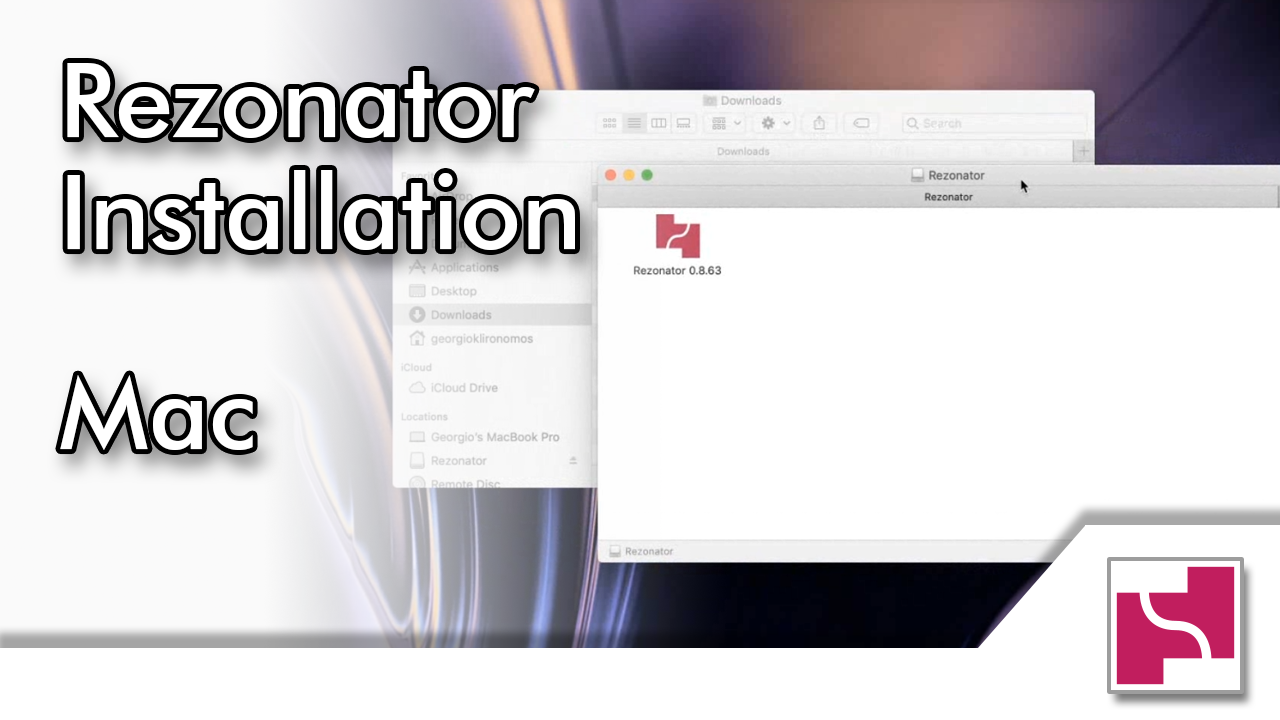 Rezonator
Installation
Mac
Downloads
Search
Downloads
Applications
Desktop
Downloads
georgioklironomos
iCloud
iCloud Drive
Locations
Georgio's MacBook Pro
Rezonator
Remote Disc
Rezonator
Rezonator
Rezonator 0.8.63
Rezonator